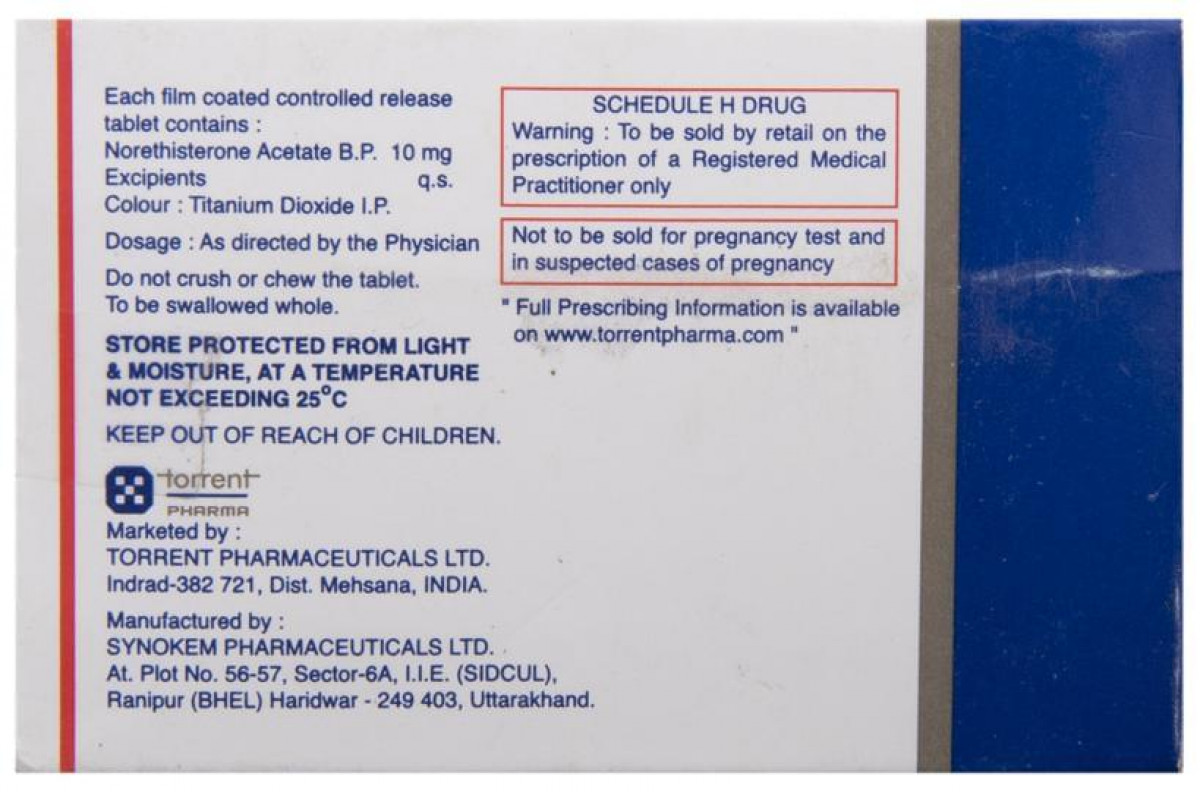 Each film coated controlled release
tablet contains :
Norethisterone Acetate B.P. 10 mg
Excipients q.s.
Colour : Titanium Dioxide I.P.
Dosage : As directed by the Physician
Do not crush or chew the tablet.
To be swallowed whole.
STORE PROTECTED FROM LIGHT
& MOISTURE, AT A TEMPERATURE
NOT EXCEEDING 25°C
KEEP OUT OF REACH OF CHILDREN.
torrent
PHARMA
Marketed by :
TORRENT PHARMACEUTICALS LTD.
Indrad-382 721, Dist. Mehsana, INDIA.
Manufactured by :
SYNOKEM PHARMACEUTICALS LTD.
At. Plot No. 56-57, Sector-6A, I.I.E. (SIDCUL),
Ranipur (BHEL) Haridwar - 249 403, Uttarakhand.
SCHEDULE H DRUG
Warning : To be sold by retail on the
prescription of a Registered Medical
Practitioner only
Not to be sold for pregnancy test and
in suspected cases of pregnancy
" Full Prescribing Information is available
on www.torrentpharma.com "